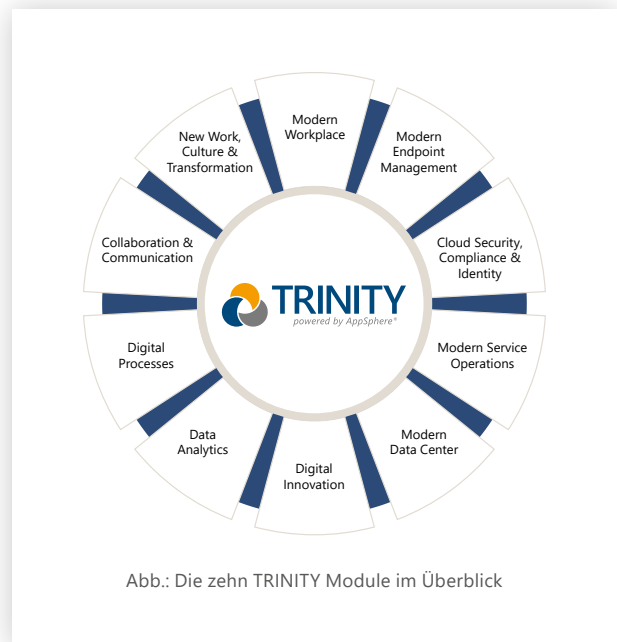 Modern
Workplace
Modern
Endpoint
Management
Cloud Security,
Compliance &
Identity
Modern Service
Operations
Modern
Data Center
Digital
Innovation
Data
Analytics
Digital
Processes
Collaboration &
Communication
New Work,
Culture &
Transformation
TRINITY
powered by AppSphere®
Abb.: Die zehn TRINITY Module im Überblick